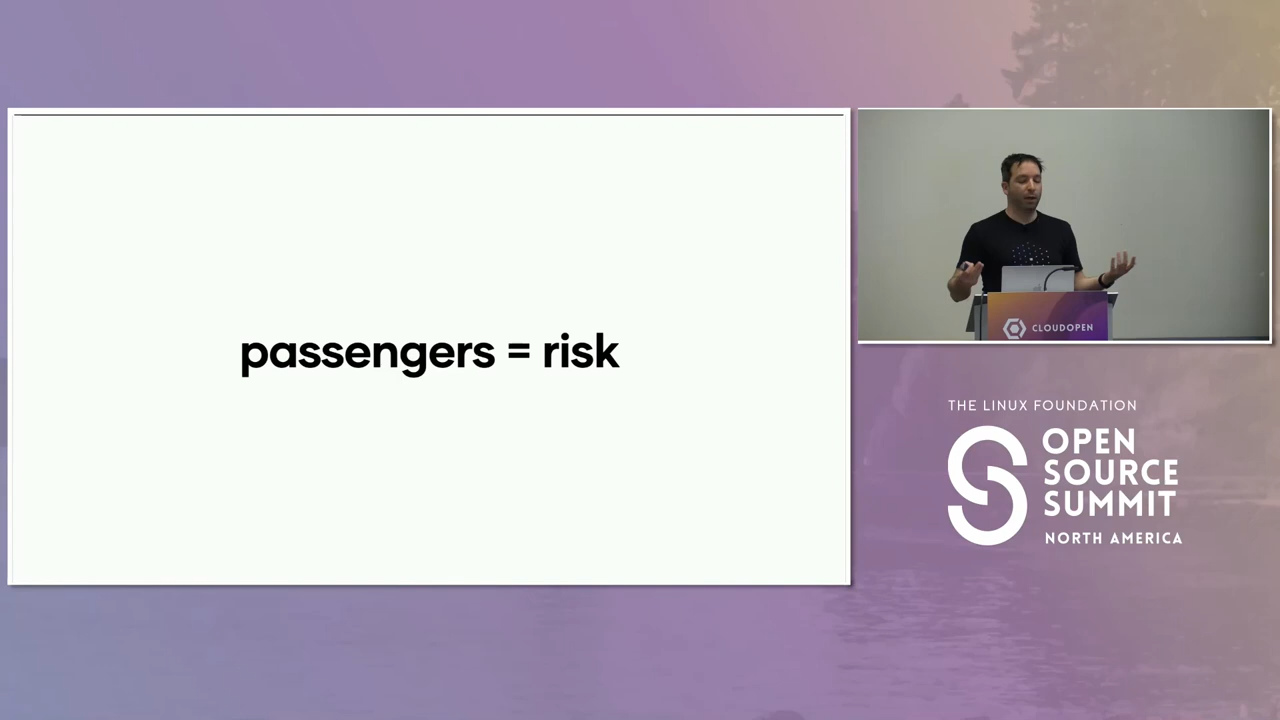 passengers = risk
CLOUDOPEN
THE LINUX FOUNDATION
OPEN
SOURCE
SUMMIT
NORTH AMERICA